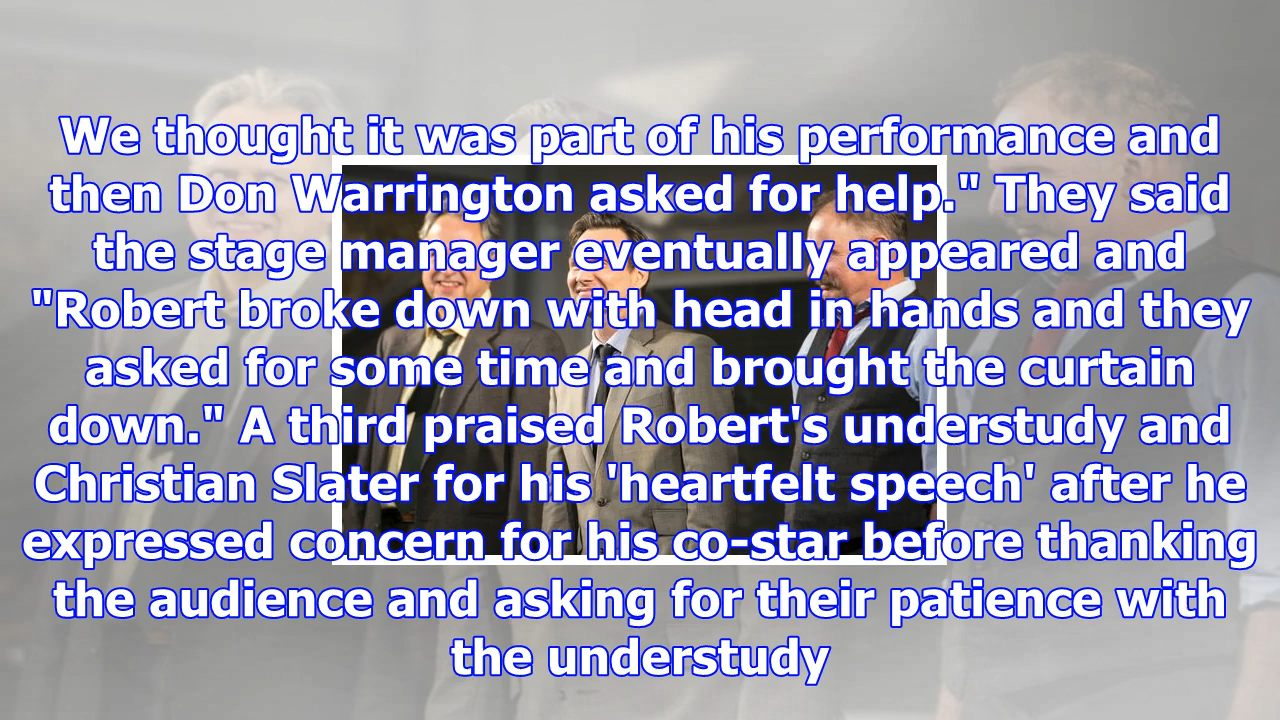 We thought it was part of his performance and
then Don Warrington asked for help." They said
the stage manager eventually appeared and
"Robert broke down with head in hands and they
asked for some time and brought the curtain
down." A third praised Robert's understudy and
Christian Slater for his 'heartfelt speech' after he
expressed concern for his co-star before thanking
the audience and asking for their patience with
the understudy